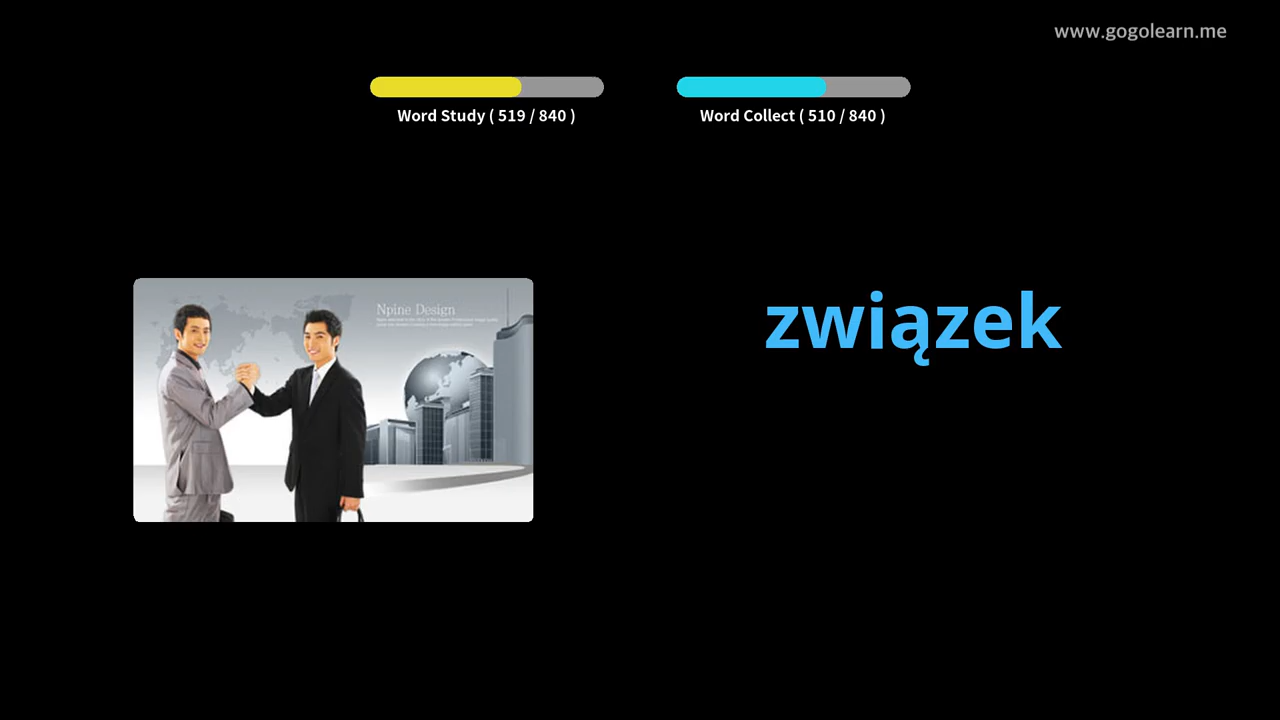 www.gogolearn.me
Word Study ( 519 / 840 )
Word Collect ( 510 / 840 )
Npine Design
związek